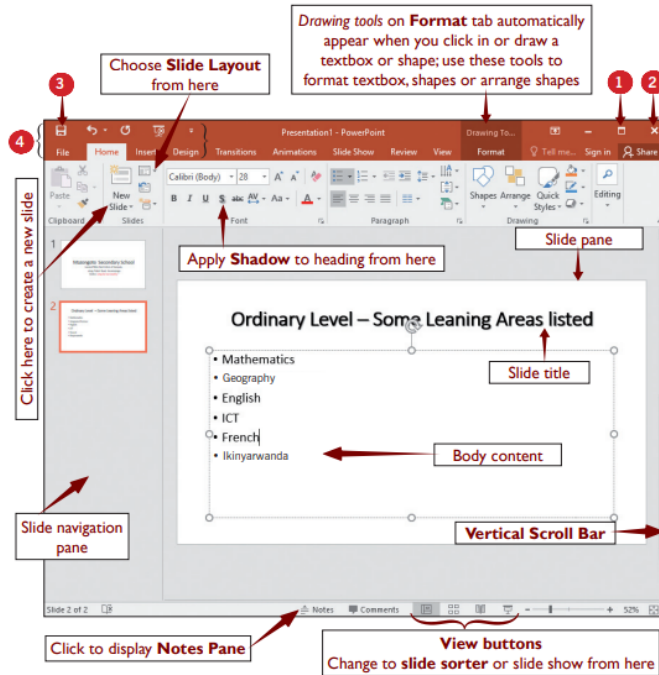 Drawing tools on Format tab automatically
appear when you click in or draw a
textbox or shape; use these tools to
format textbox, shapes or arrange shapes
Choose Slide Layout
from here
3
1
2
4
Presentation1 - PowerPoint
Drawing To...
File
Home
Insert
Design
Transitions
Animations
Slide Show
Review
View
Format
Tell me...
Sign in
Share
Paste
New
Slide
Calibri (Body)
28
A
A
B
I
U
S
abc
AV
Aa
A
Shapes
Arrange
Quick
Styles
Editing
Clipboard
Slides
Font
Paragraph
Drawing
Click here to create a new slide
Apply Shadow to heading from here
Slide pane
1
2
Ordinary Level – Some Leaning Areas listed
Slide title
• Mathematics
• Geography
• English
• ICT
• French
• Ikinyarwanda
Body content
Slide navigation
pane
Vertical Scroll Bar
Slide 2 of 2
Notes
Comments
52%
Click to display Notes Pane
View buttons
Change to slide sorter or slide show from here